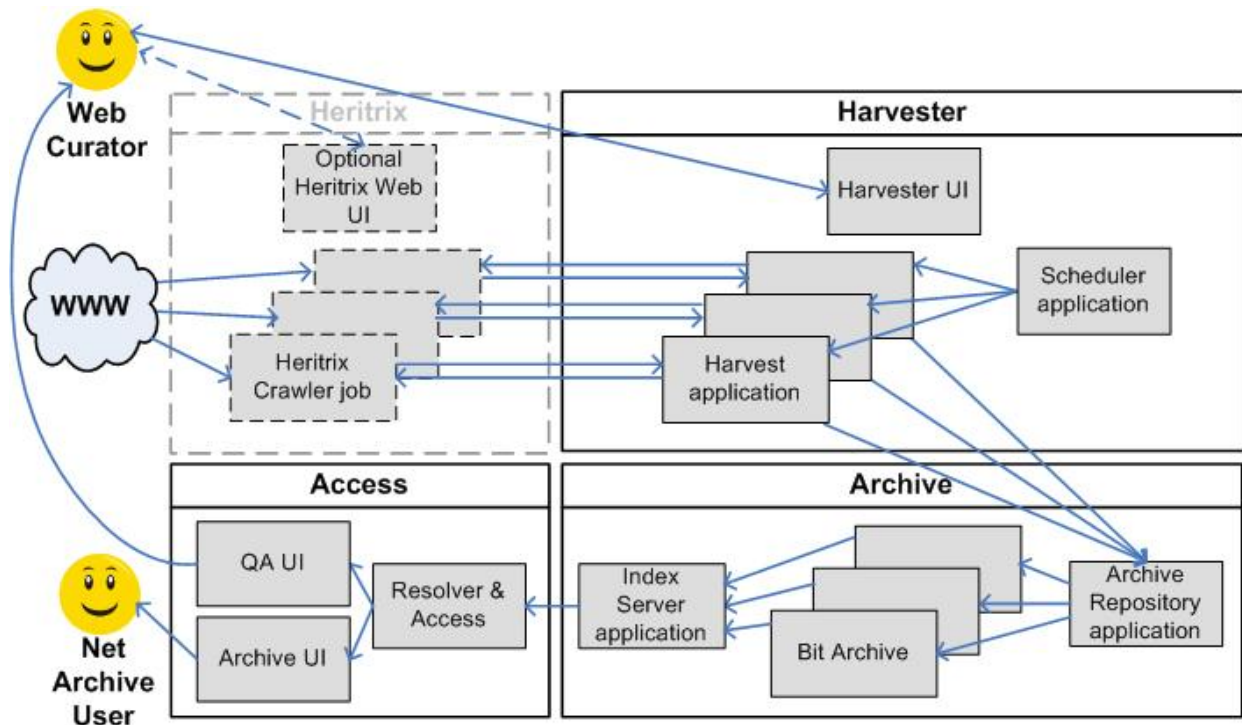 Web
Curator
Heritrix
Optional
Heritrix Web
UI
Harvester
Harvester UI
WWW
Heritrix
Crawler job
Harvest
application
Scheduler
application
Access
QA UI
Archive UI
Resolver &
Access
Archive
Index
Server
application
Bit Archive
Archive
Repository
application
Net
Archive
User